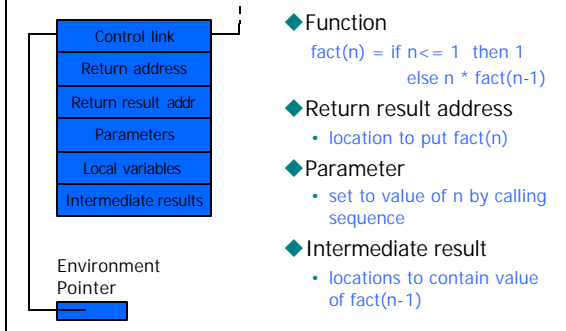 Control link
Return address
Return result addr
Parameters
Local variables
Intermediate results
Environment
Pointer
◆Function
fact(n) = if n<= 1 then 1
else n * fact(n-1)
◆Return result address
• location to put fact(n)
◆Parameter
• set to value of n by calling
sequence
◆Intermediate result
• locations to contain value
of fact(n-1)